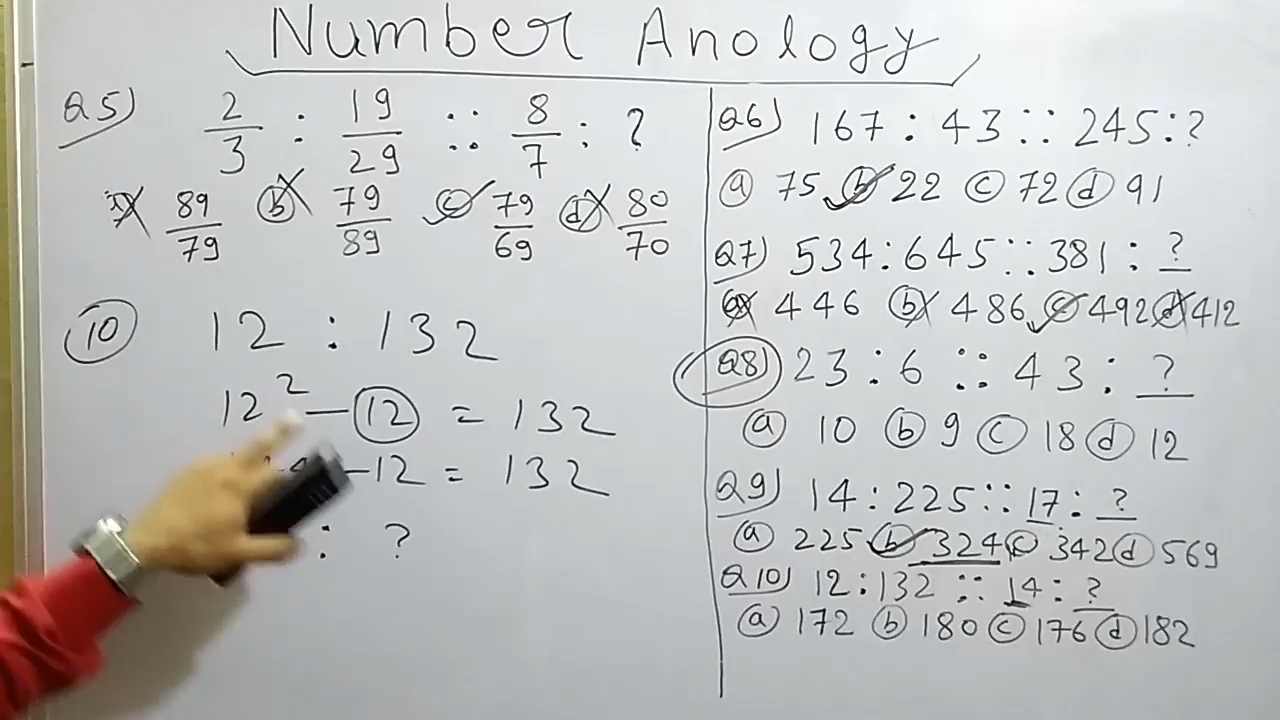 Number Anology
Q5) 2/3 : 19/29 :: 8/7 : ?
89/79 ⓑ 79/89 ⓒ 79/69 ⓓ 80/70
⑩ 12 : 132
12² – 12 = 132
–12 = 132
: ?
Q6) 167 : 43 :: 245 : ?
ⓐ 75 ⓑ 22 ⓒ 72 ⓓ 91
Q7) 534 : 645 :: 381 : ?
ⓐ 446 ⓑ 486 ⓒ 492 ⓓ 412
Q8) 23 : 6 :: 43 : ?
ⓐ 10 ⓑ 9 ⓒ 18 ⓓ 12
Q9) 14 : 225 :: 17 : ?
ⓐ 225 ⓑ 324 ⓒ 342 ⓓ 569
Q10) 12 : 132 :: 14 : ?
ⓐ 172 ⓑ 180 ⓒ 176 ⓓ 182